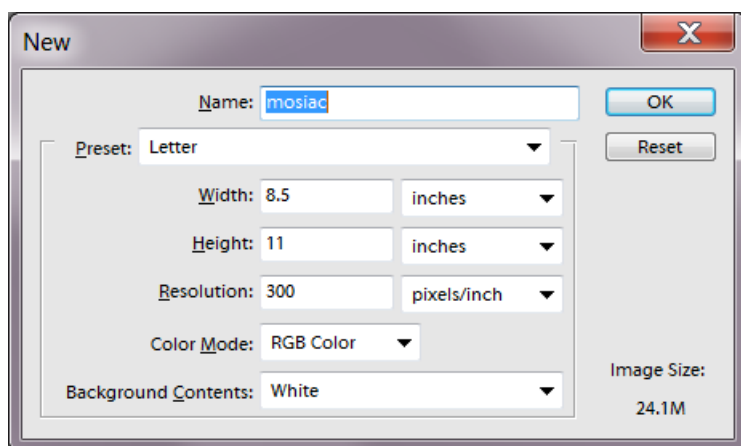 New
Name: mosiac
OK
Preset: Letter
Reset
Width: 8.5 inches
Height: 11 inches
Resolution: 300 pixels/inch
Color Mode: RGB Color
Background Contents: White
Image Size:
24.1M